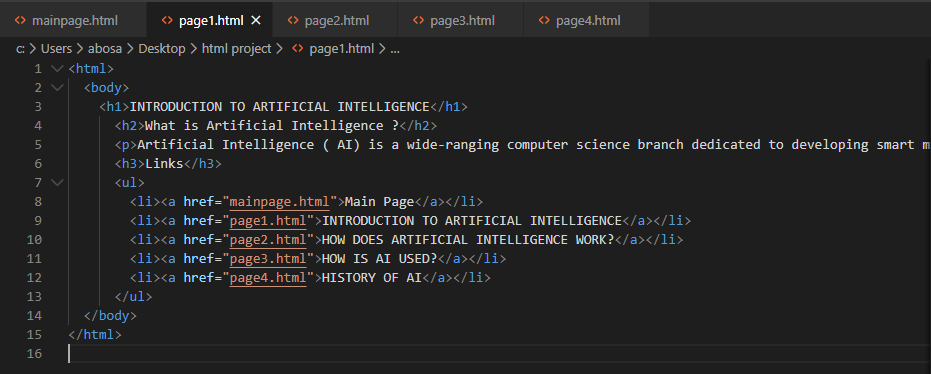 mainpage.html page1.html page2.html page3.html page4.html
c: > Users > abosa > Desktop > html project > page1.html > ...
1 <html>
2 <body>
3 <h1>INTRODUCTION TO ARTIFICIAL INTELLIGENCE</h1>
4 <h2>What is Artificial Intelligence ?</h2>
5 <p>Artificial Intelligence ( AI) is a wide-ranging computer science branch dedicated to developing smart m
6 <h3>Links</h3>
7 <ul>
8 <li><a href="mainpage.html">Main Page</a></li>
9 <li><a href="page1.html">INTRODUCTION TO ARTIFICIAL INTELLIGENCE</a></li>
10 <li><a href="page2.html">HOW DOES ARTIFICIAL INTELLIGENCE WORK?</a></li>
11 <li><a href="page3.html">HOW IS AI USED?</a></li>
12 <li><a href="page4.html">HISTORY OF AI</a></li>
13 </ul>
14 </body>
15 </html>
16